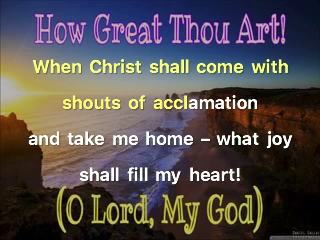 How Great Thou Art!
When Christ shall come with
shouts of acclamation
and take me home – what joy
shall fill my heart!
(O Lord, My God)